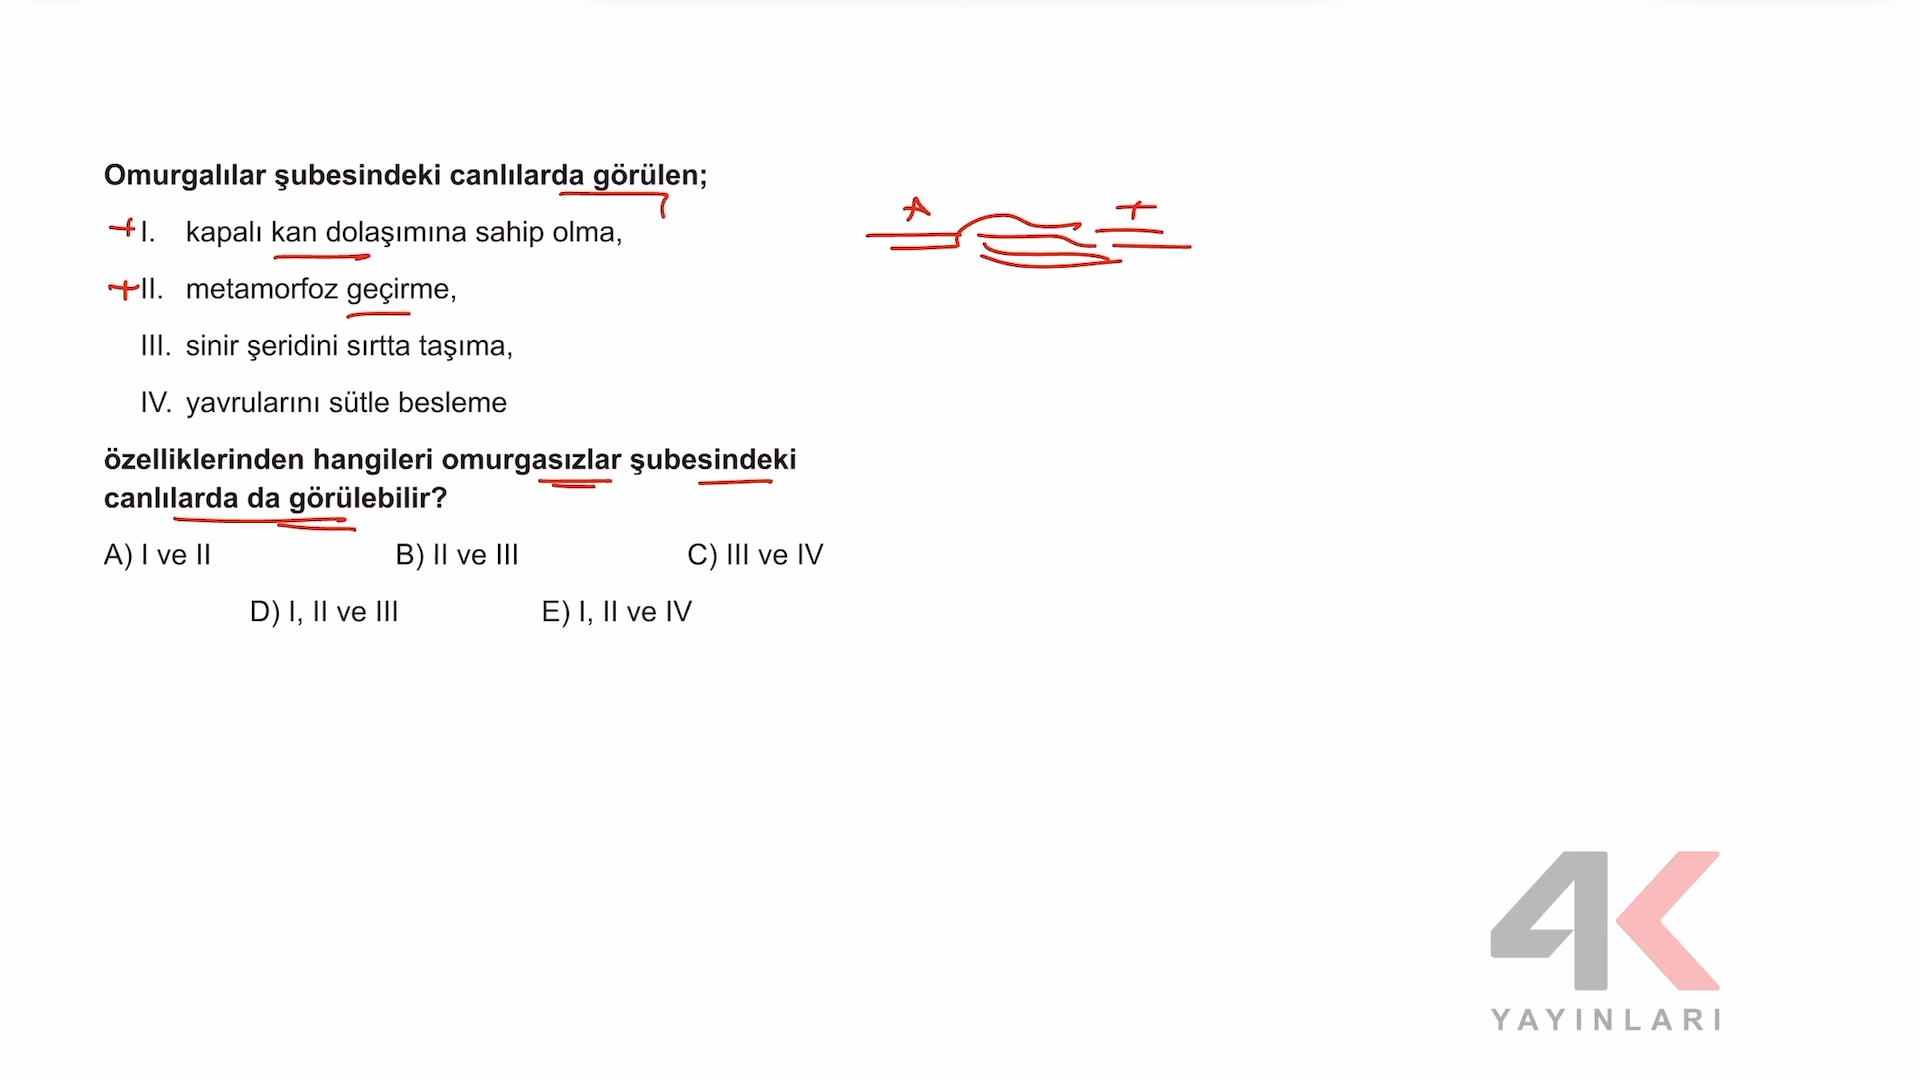 Omurgalılar şubesindeki canlılarda görülen;
A +
+ I. kapalı kan dolaşımına sahip olma,
+ II. metamorfoz geçirme,
III. sinir şeridini sırtta taşıma,
IV. yavrularını sütle besleme
özelliklerinden hangileri omurgasızlar şubesindeki
canlılarda da görülebilir?
A) I ve II B) II ve III C) III ve IV
D) I, II ve III E) I, II ve IV
4K
YAYINLARI